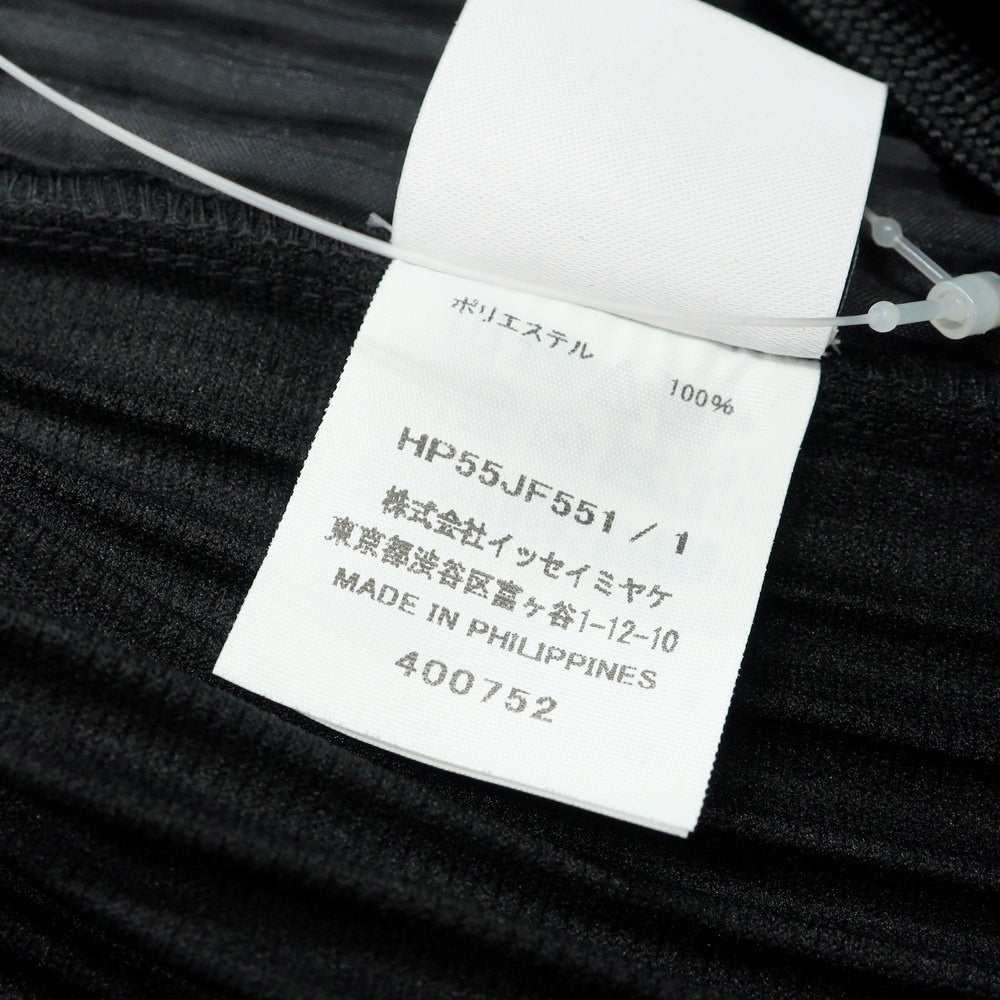 ポリエステル
100%
HP55JF551 / 1
株式会社イッセイミヤケ
東京都渋谷区富ヶ谷1-12-10
MADE IN PHILIPPINES
400752